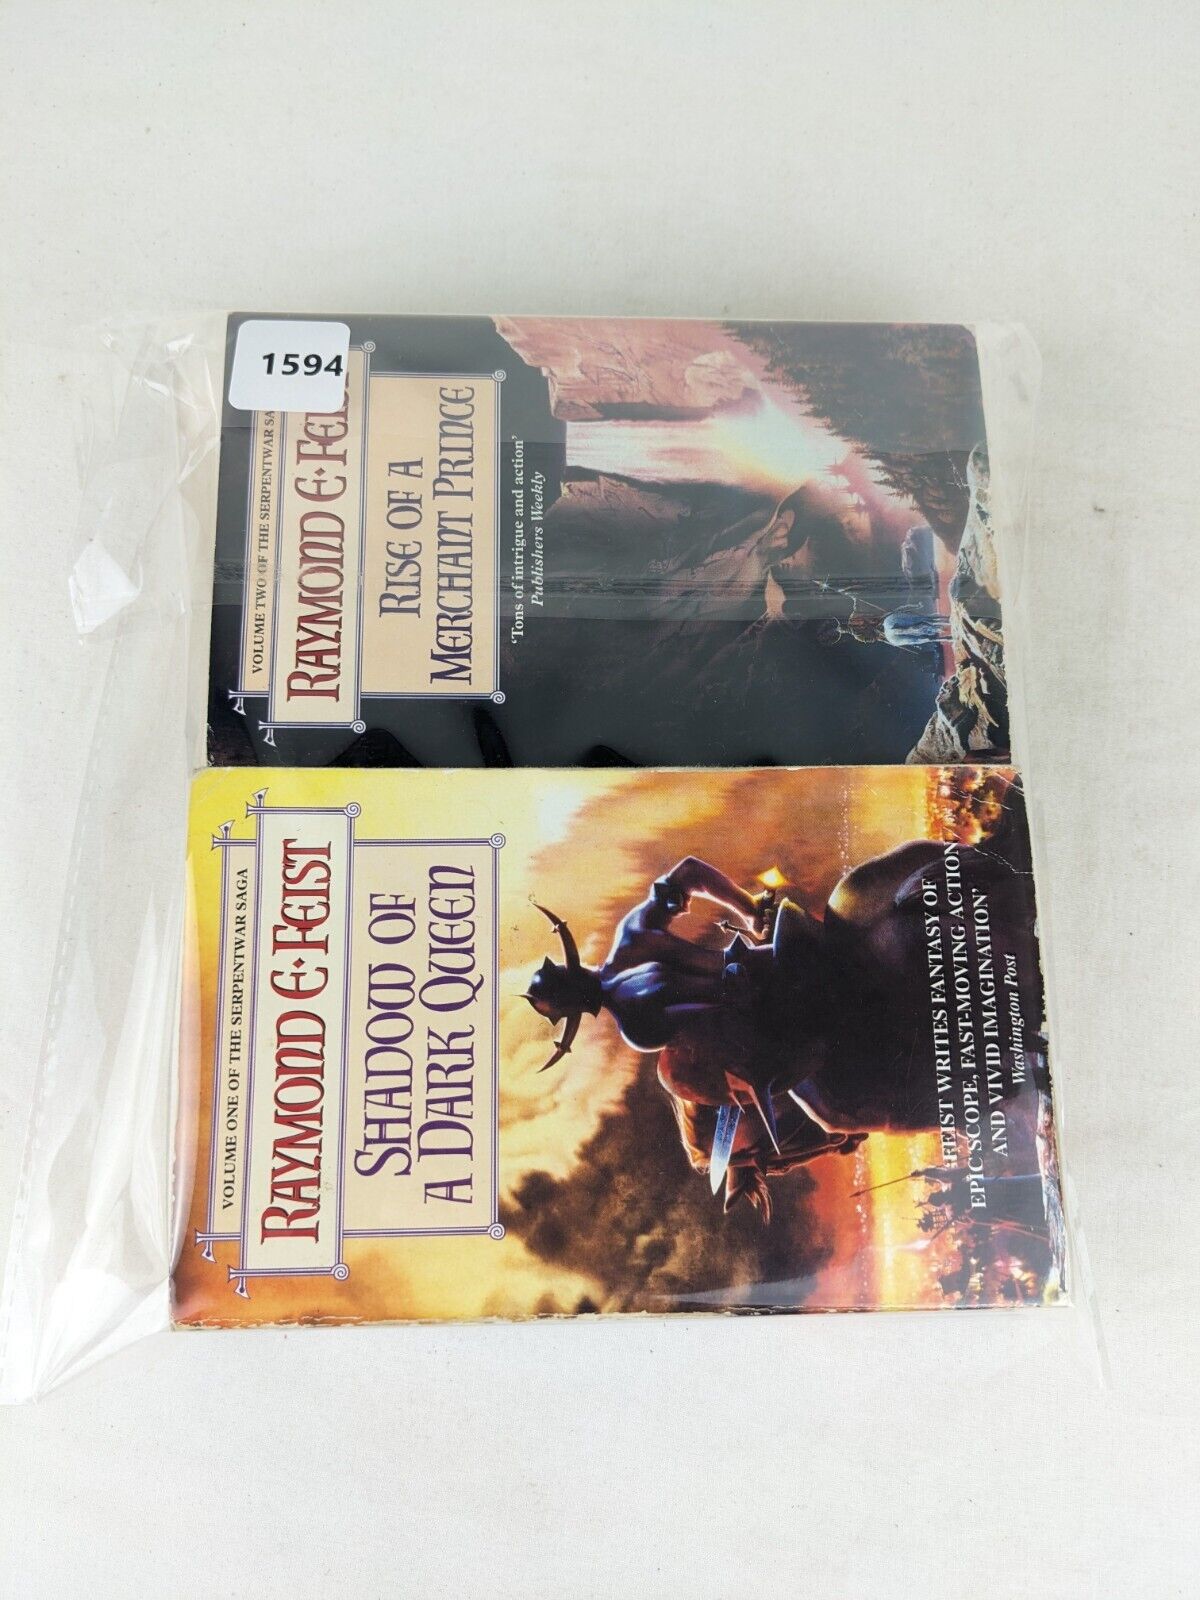 1594
VOLUME TWO OF THE SERPENTWAR
RAYMOND E·FEIST
RISE OF A
MERCHANT PRINCE
'Tons of intrigue and action'
Publishers Weekly
VOLUME ONE OF THE SERPENTWAR SAGA
RAYMOND E·FEIST
SHADOW OF
A DARK QUEEN
'FEIST WRITES FANTASY OF
EPIC SCOPE, FAST-MOVING ACTION
AND VIVID IMAGINATION'
Washington Post